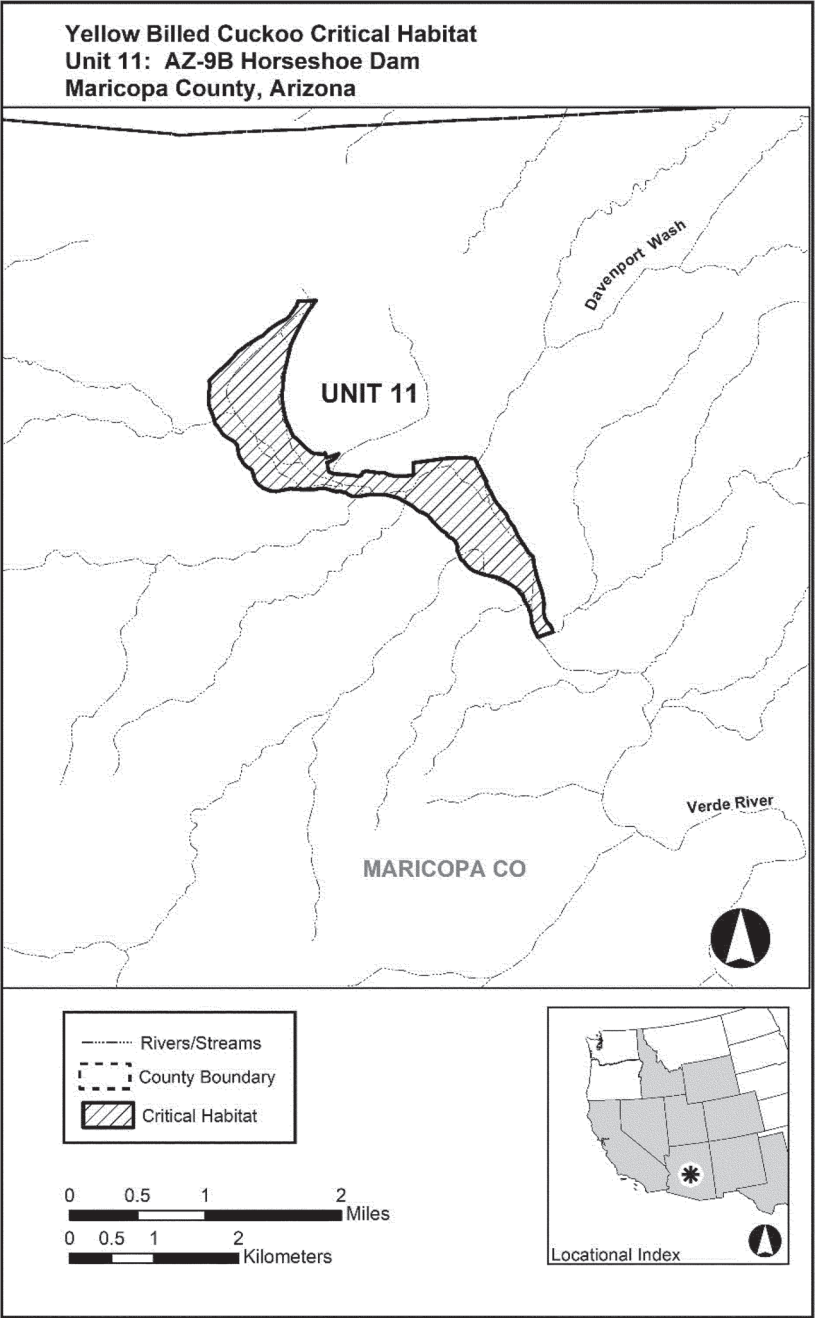 Yellow Billed Cuckoo Critical Habitat
Unit 11: AZ-9B Horseshoe Dam
Maricopa County, Arizona
Davenport Wash
UNIT 11
Verde River
MARICOPA CO
Rivers/Streams
County Boundary
Critical Habitat
0 0.5 1 2
Miles
0 0.5 1 2
Kilometers
Locational Index